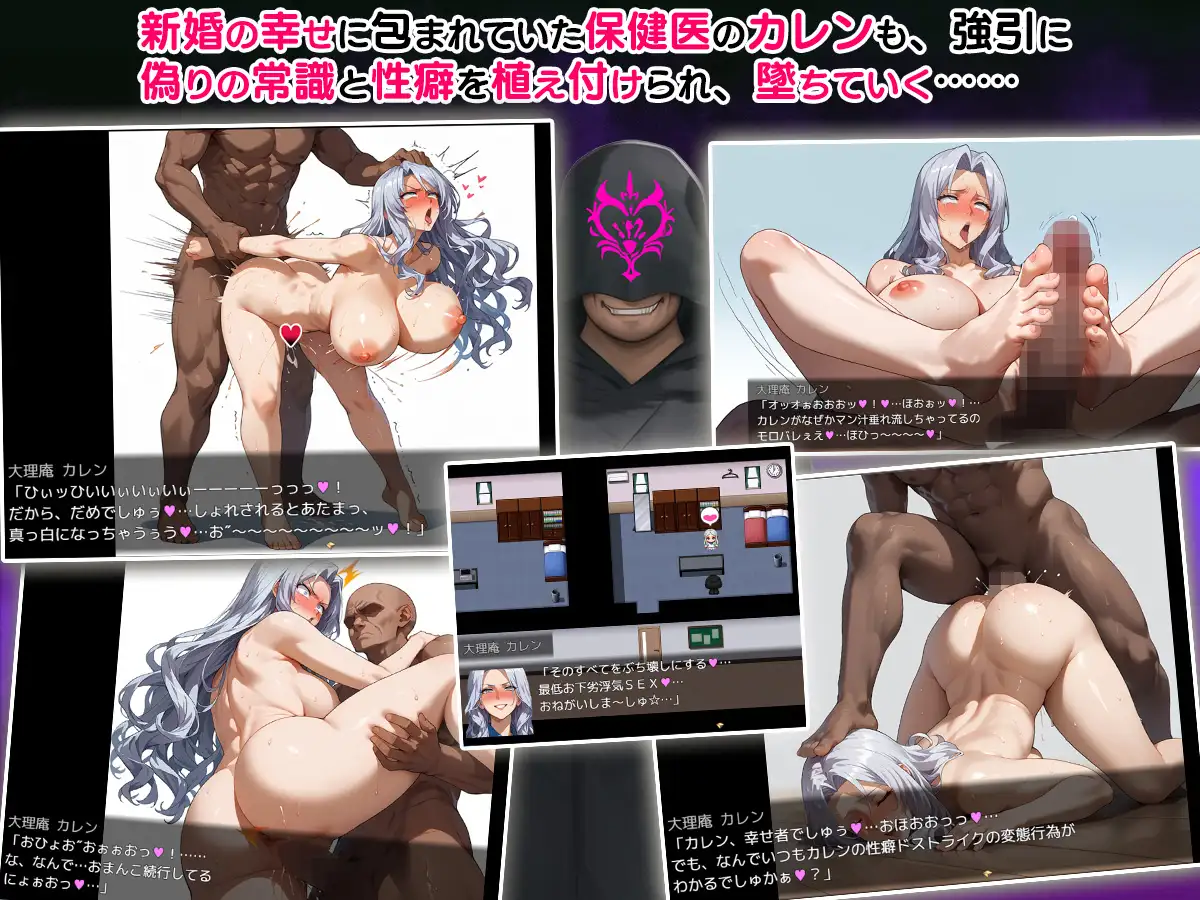 新婚の幸せに包まれていた保健医のカレンも、強引に
偽りの常識と性癖を植え付けられ、墜ちていく……
大理庵 カレン
「ひぃッひいいぃいぃいぃーーーーーっっっ♥！
だから、だめでしゅぅ♥…しょれされるとあたまっ、
真っ白になっちゃうぅう♥…お゛～～～～～～～～～ッ♥！」
大理庵 カレン
「オッオぉおおおッ♥！♥…ほおぉッ♥！…
カレンがなぜかマン汁垂れ流しちゃってるの
モロバレぇえ♥…ほひっ～～～～♥」
大理庵 カレン
「そのすべてをぶち壊しにする♥…
最低お下劣浮気ＳＥＸ♥…
おねがいしま～しゅ☆…」
大理庵 カレン
「おひょお゛おぉぉおっ♥！……
な、なんで…おまんこ続行してる
にょぉおっ♥…」
大理庵 カレン
「カレン、幸せ者でしゅぅ♥…おほおおっっ♥…
でも、なんでいつもカレンの性癖ドストライクの変態行為が
わかるでしゅかぁ♥？」